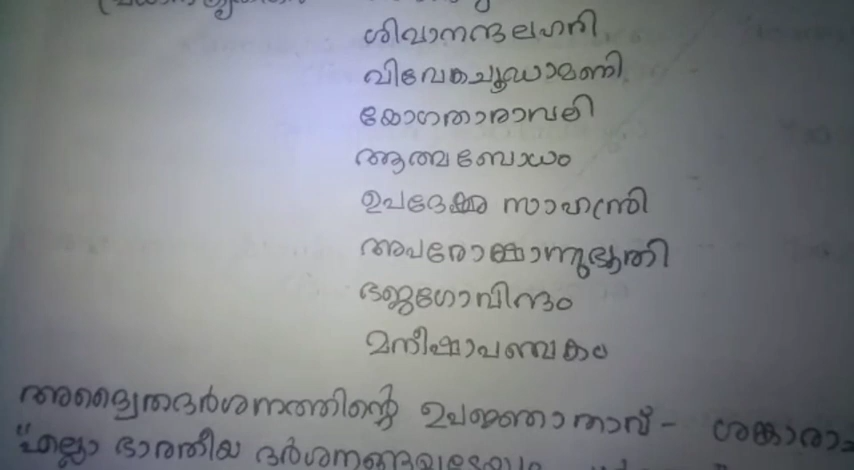 ശിവാനന്ദലഹരി
വിവേകചൂഡാമണി
യോഗതാരാവലി
ആത്മബോധം
ഉപദേശ സാഹസ്രി
അപരോക്ഷാനുഭൂതി
ഭജഗോവിന്ദം
മനീഷാപഞ്ചകം
അദ്വൈതദർശനത്തിന്റെ ഉപജ്ഞാതാവ് - ശങ്കരാ
"എല്ലാ ഭാരതീയ ദർശനങ്ങളുടേയും